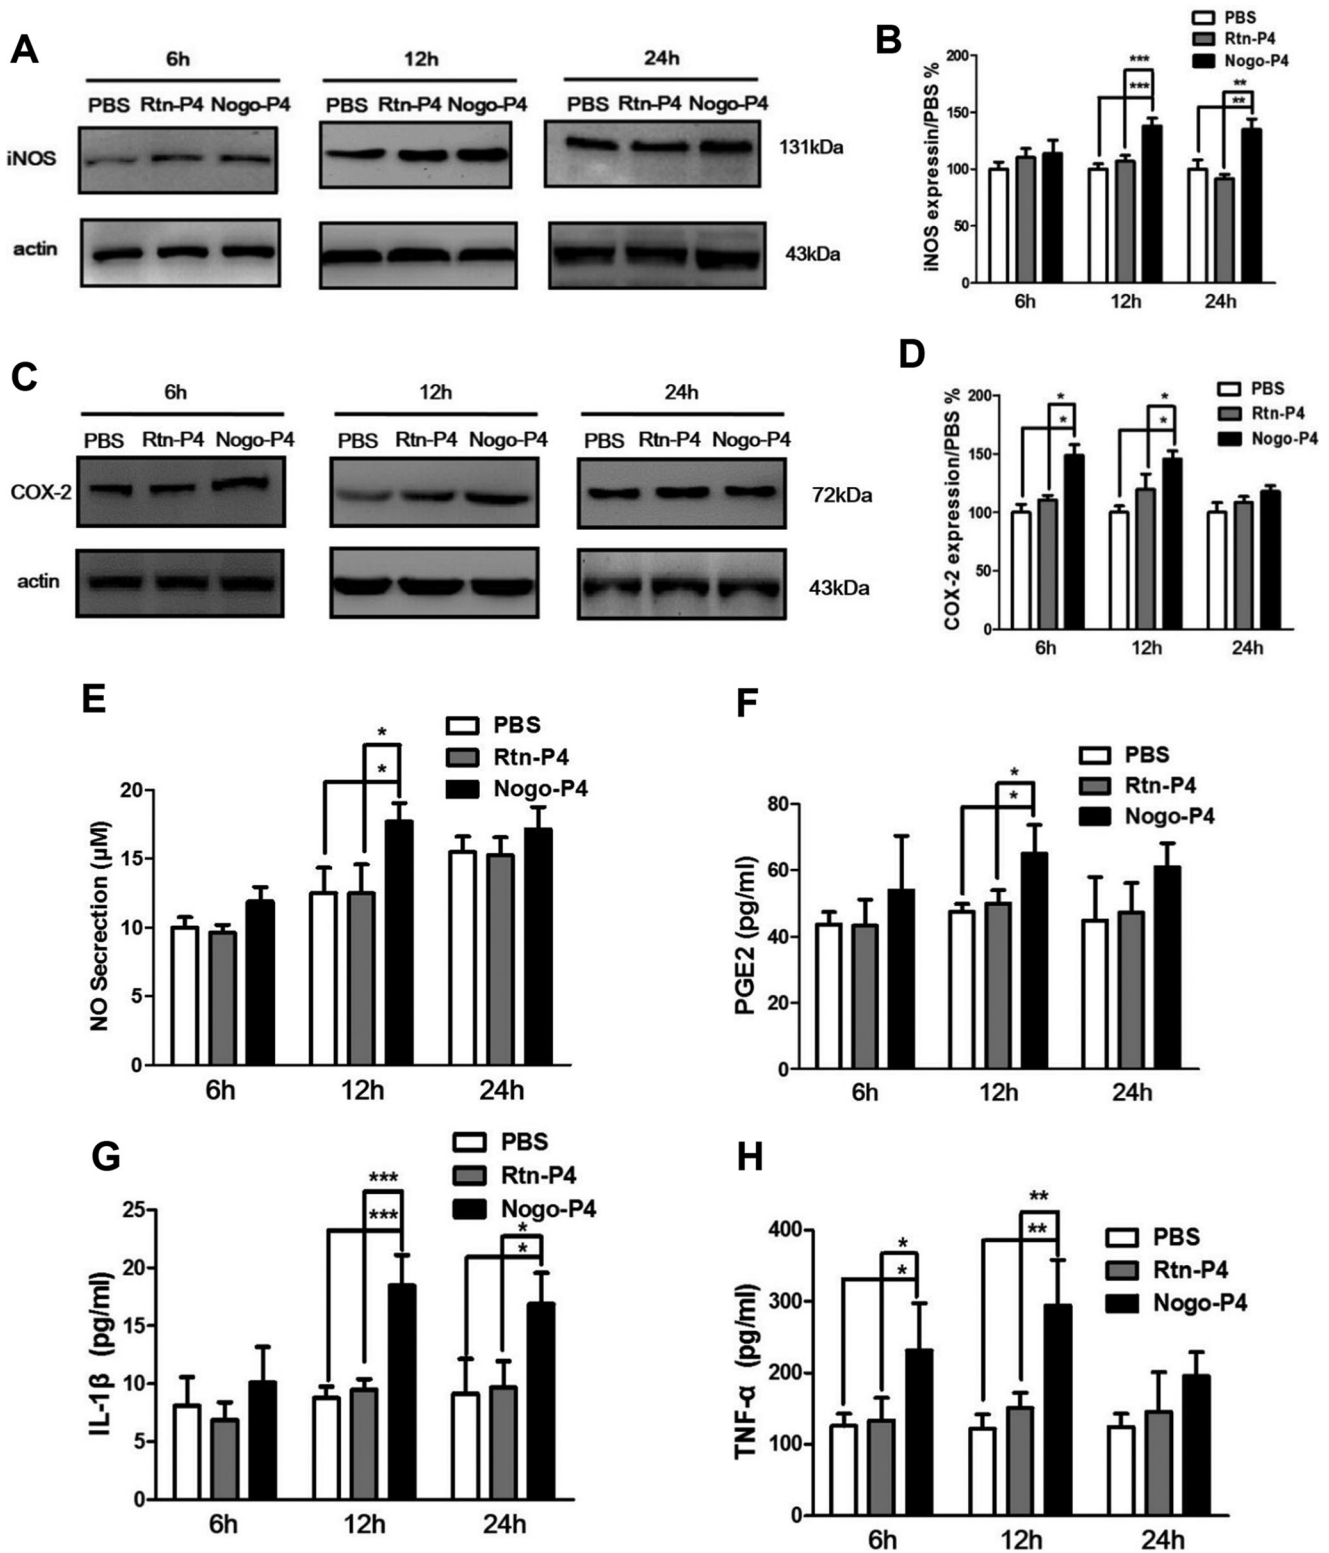 A
6h
12h
24h
PBS Rtn-P4 Nogo-P4
PBS Rtn-P4 Nogo-P4
PBS Rtn-P4 Nogo-P4
iNOS
131kDa
actin
43kDa
B
PBS
Rtn-P4
Nogo-P4
iNOS expressin/PBS %
200
150
100
50
0
***
***
**
**
6h
12h
24h
C
6h
12h
24h
PBS Rtn-P4 Nogo-P4
PBS Rtn-P4 Nogo-P4
PBS Rtn-P4 Nogo-P4
COX-2
72kDa
actin
43kDa
D
PBS
Rtn-P4
Nogo-P4
COX-2 expression/PBS %
200
150
100
50
0
*
*
*
*
6h
12h
24h
E
PBS
Rtn-P4
Nogo-P4
NO Secrection (μM)
20
15
10
5
0
*
*
6h
12h
24h
F
PBS
Rtn-P4
Nogo-P4
PGE2 (pg/ml)
80
60
40
20
0
*
*
6h
12h
24h
G
PBS
Rtn-P4
Nogo-P4
IL-1β (pg/ml)
25
20
15
10
5
0
***
***
*
*
6h
12h
24h
H
PBS
Rtn-P4
Nogo-P4
TNF-α (pg/ml)
400
300
200
100
0
*
*
**
**
6h
12h
24h